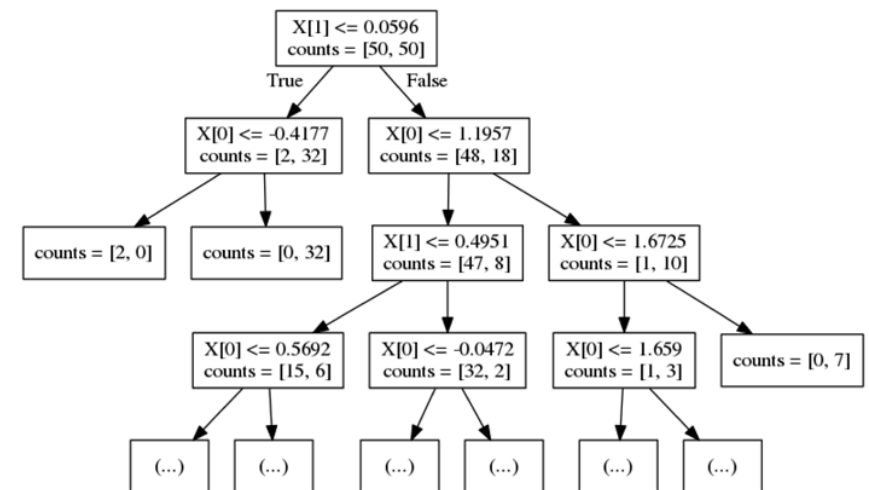 X[1] <= 0.0596
counts = [50, 50]
True
False
X[0] <= -0.4177
counts = [2, 32]
X[0] <= 1.1957
counts = [48, 18]
counts = [2, 0]
counts = [0, 32]
X[1] <= 0.4951
counts = [47, 8]
X[0] <= 1.6725
counts = [1, 10]
X[0] <= 0.5692
counts = [15, 6]
X[0] <= -0.0472
counts = [32, 2]
X[0] <= 1.659
counts = [1, 3]
counts = [0, 7]
(...)
(...)
(...)
(...)
(...)
(...)